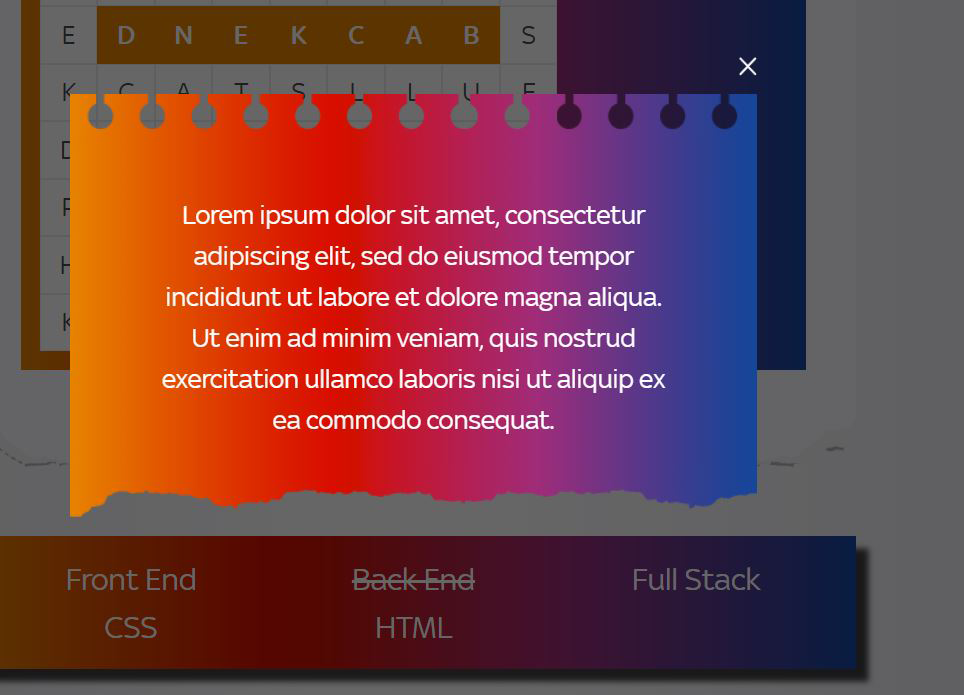 E D N E K C A B S
K C A T S L L U F
Lorem ipsum dolor sit amet, consectetur
adipiscing elit, sed do eiusmod tempor
incididunt ut labore et dolore magna aliqua.
Ut enim ad minim veniam, quis nostrud
exercitation ullamco laboris nisi ut aliquip ex
ea commodo consequat.
Front End Back End Full Stack
CSS HTML